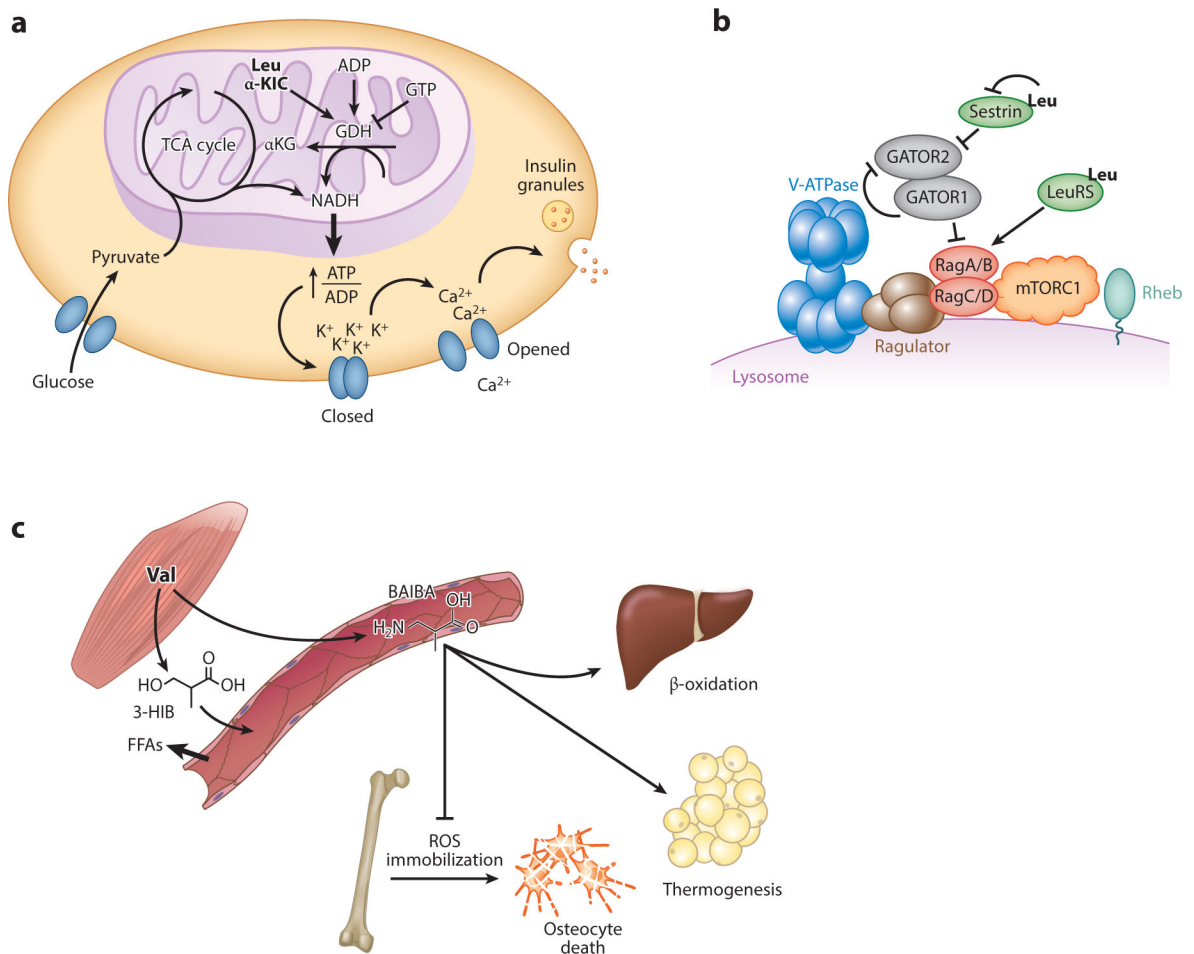 a
Leu
α-KIC
ADP
GTP
GDH
TCA cycle
αKG
NADH
Insulin
granules
Pyruvate
ATP
ADP
Ca²⁺
Ca²⁺
K⁺ K⁺ K⁺
K⁺ K⁺
Glucose
Closed
Opened
Ca²⁺
b
Leu
Sestrin
GATOR2
GATOR1
V-ATPase
Leu
LeuRS
RagA/B
RagC/D
mTORC1
Rheb
Ragulator
Lysosome
c
Val
BAIBA
OH
H₂N
O
O
HO
OH
3-HIB
FFAs
β-oxidation
ROS
immobilization
Osteocyte
death
Thermogenesis